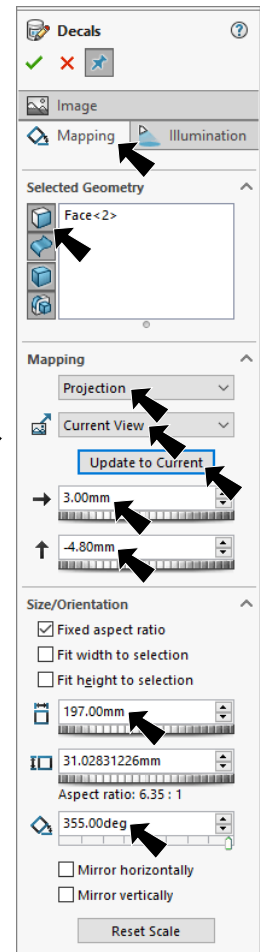 Decals
Image
Mapping
Illumination
Selected Geometry
Face<2>
Mapping
Projection
Current View
Update to Current
3.00mm
-4.80mm
Size/Orientation
Fixed aspect ratio
Fit width to selection
Fit height to selection
197.00mm
31.02831226mm
Aspect ratio: 6.35 : 1
355.00deg
Mirror horizontally
Mirror vertically
Reset Scale